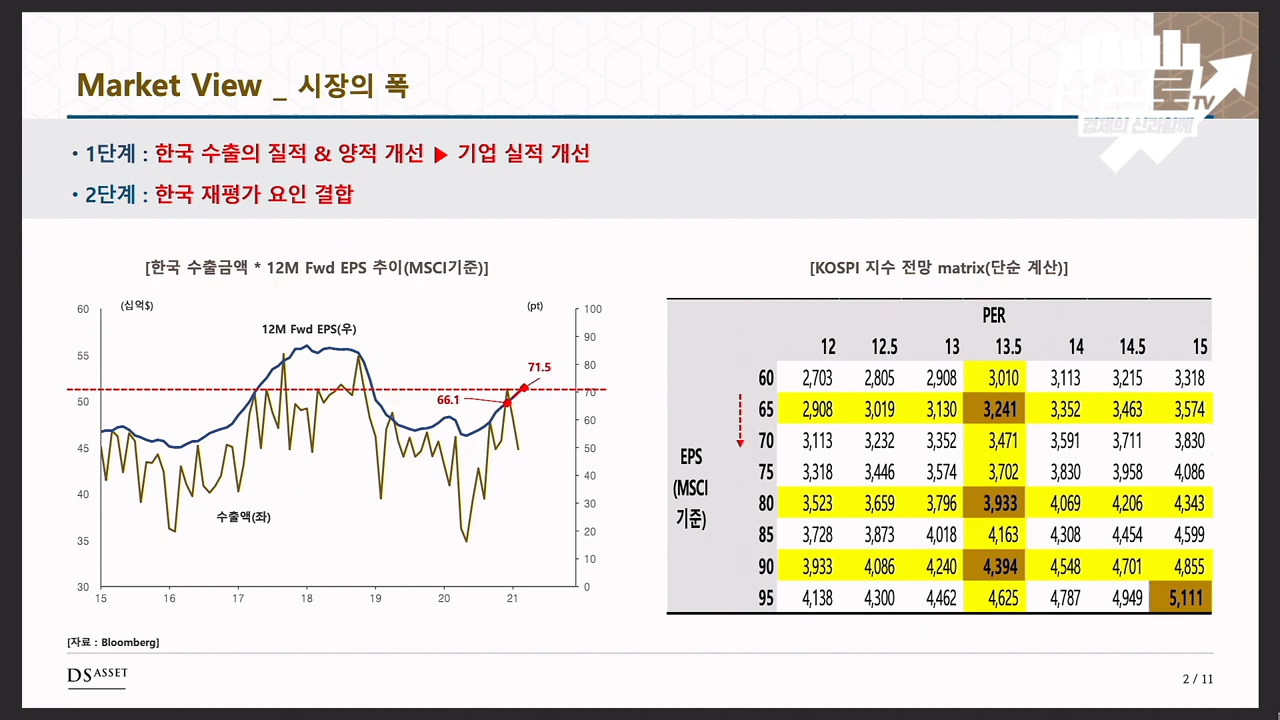 Market View _ 시장의 폭
TV
경제의 신과함께
• 1단계 : 한국 수출의 질적 & 양적 개선 ▶ 기업 실적 개선
• 2단계 : 한국 재평가 요인 결합
[한국 수출금액 * 12M Fwd EPS 추이(MSCI기준)]
(십억$)
(pt)
60
55
50
45
40
35
30
100
90
80
70
60
50
40
30
20
10
0
12M Fwd EPS(우)
71.5
66.1
수출액(좌)
15 16 17 18 19 20 21
[KOSPI 지수 전망 matrix(단순 계산)]
PER
12 12.5 13 13.5 14 14.5 15
EPS
(MSCI
기준)
60 2,703 2,805 2,908 3,010 3,113 3,215 3,318
65 2,908 3,019 3,130 3,241 3,352 3,463 3,574
70 3,113 3,232 3,352 3,471 3,591 3,711 3,830
75 3,318 3,446 3,574 3,702 3,830 3,958 4,086
80 3,523 3,659 3,796 3,933 4,069 4,206 4,343
85 3,728 3,873 4,018 4,163 4,308 4,454 4,599
90 3,933 4,086 4,240 4,394 4,548 4,701 4,855
95 4,138 4,300 4,462 4,625 4,787 4,949 5,111
[자료 : Bloomberg]
DS ASSET
2 / 11